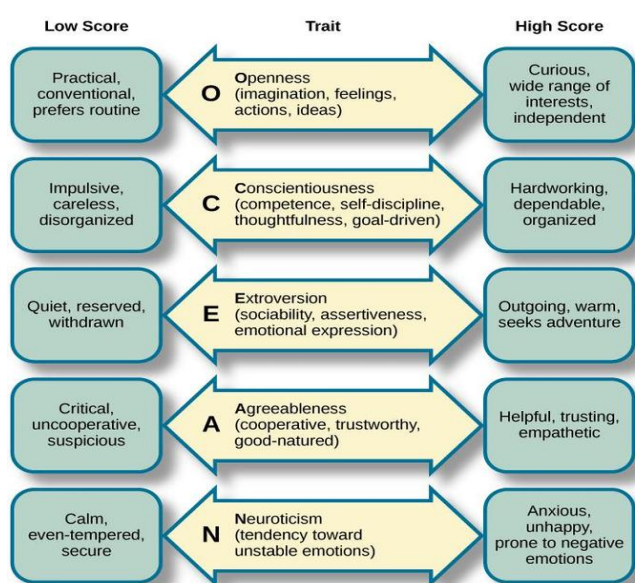 Low Score
Trait
High Score
Practical,
conventional,
prefers routine
O
Openness
(imagination, feelings,
actions, ideas)
Curious,
wide range of
interests,
independent
Impulsive,
careless,
disorganized
C
Conscientiousness
(competence, self-discipline,
thoughtfulness, goal-driven)
Hardworking,
dependable,
organized
Quiet, reserved,
withdrawn
E
Extroversion
(sociability, assertiveness,
emotional expression)
Outgoing, warm,
seeks adventure
Critical,
uncooperative,
suspicious
A
Agreeableness
(cooperative, trustworthy,
good-natured)
Helpful, trusting,
empathetic
Calm,
even-tempered,
secure
N
Neuroticism
(tendency toward
unstable emotions)
Anxious,
unhappy,
prone to negative
emotions